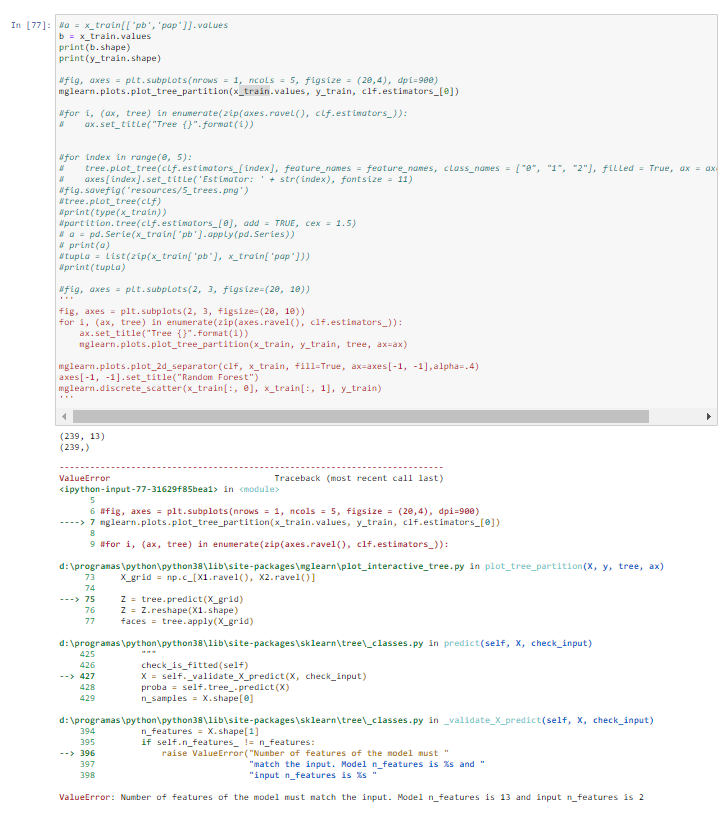 In [77]:
#a = x_train[['pb','pap']].values
b = x_train.values
print(b.shape)
print(y_train.shape)
#fig, axes = plt.subplots(nrows = 1, ncols = 5, figsize = (20,4), dpi=900)
mglearn.plots.plot_tree_partition(x_train.values, y_train, clf.estimators_[0])
#for i, (ax, tree) in enumerate(zip(axes.ravel(), clf.estimators_)):
#    ax.set_title("Tree {}".format(i))
#for index in range(0, 5):
#    tree.plot_tree(clf.estimators_[index], feature_names = feature_names, class_names = ["0", "1", "2"], filled = True, ax = ax
#    axes[index].set_title('Estimator: ' + str(index), fontsize = 11)
#fig.savefig('resources/5_trees.png')
#tree.plot_tree(clf)
#print(type(x_train))
#partition.tree(clf.estimators_[0], add = TRUE, cex = 1.5)
# a = pd.Serie(x_train['pb'].apply(pd.Series))
# print(a)
#tupla = list(zip(x_train['pb'], x_train['pap']))
#print(tupla)
#fig, axes = plt.subplots(2, 3, figsize=(20, 10))
'''
fig, axes = plt.subplots(2, 3, figsize=(20, 10))
for i, (ax, tree) in enumerate(zip(axes.ravel(), clf.estimators_)):
    ax.set_title("Tree {}".format(i))
    mglearn.plots.plot_tree_partition(x_train, y_train, tree, ax=ax)
mglearn.plots.plot_2d_separator(clf, x_train, fill=True, ax=axes[-1, -1],alpha=.4)
axes[-1, -1].set_title("Random Forest")
mglearn.discrete_scatter(x_train[:, 0], x_train[:, 1], y_train)
'''
(239, 13)
(239,)
---------------------------------------------------------------------------
ValueError                                Traceback (most recent call last)
<ipython-input-77-31629f85bea1> in <module>
      5
      6 #fig, axes = plt.subplots(nrows = 1, ncols = 5, figsize = (20,4), dpi=900)
----> 7 mglearn.plots.plot_tree_partition(x_train.values, y_train, clf.estimators_[0])
      8
      9 #for i, (ax, tree) in enumerate(zip(axes.ravel(), clf.estimators_)):
d:\programas\python\python38\lib\site-packages\mglearn\plot_interactive_tree.py in plot_tree_partition(X, y, tree, ax)
     73     X_grid = np.c_[X1.ravel(), X2.ravel()]
     74
---> 75     Z = tree.predict(X_grid)
     76     Z = Z.reshape(X1.shape)
     77     faces = tree.apply(X_grid)
d:\programas\python\python38\lib\site-packages\sklearn\tree\_classes.py in predict(self, X, check_input)
    425         """
    426         check_is_fitted(self)
--> 427         X = self._validate_X_predict(X, check_input)
    428         proba = self.tree_.predict(X)
    429         n_samples = X.shape[0]
d:\programas\python\python38\lib\site-packages\sklearn\tree\_classes.py in _validate_X_predict(self, X, check_input)
    394         n_features = X.shape[1]
    395         if self.n_features_ != n_features:
--> 396             raise ValueError("Number of features of the model must "
    397                              "match the input. Model n_features is %s and "
    398                              "input n_features is %s "
ValueError: Number of features of the model must match the input. Model n_features is 13 and input n_features is 2